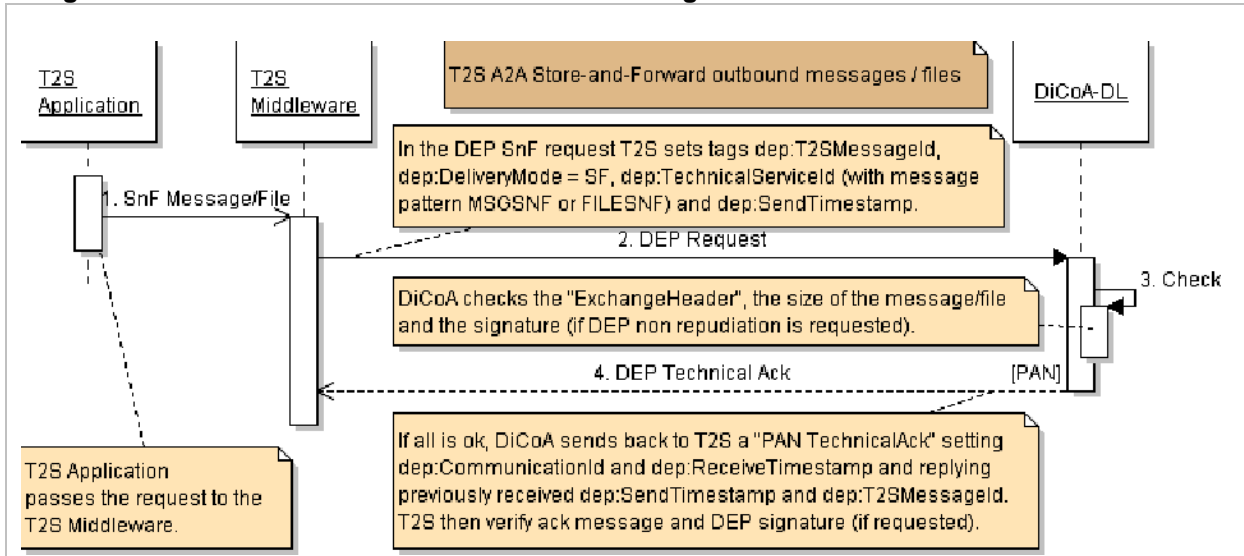 T2S
Application
T2S
Middleware
T2S A2A Store-and-Forward outbound messages / files
DiCoA-DL
In the DEP SnF request T2S sets tags dep:T2SMessageId,
dep:DeliveryMode = SF, dep:TechnicalServiceId (with message
pattern MSGSNF or FILESNF) and dep:SendTimestamp.
1. SnF Message/File
2. DEP Request
3. Check
DiCoA checks the "ExchangeHeader", the size of the message/file
and the signature (if DEP non repudiation is requested).
4. DEP Technical Ack
[PAN]
If all is ok, DiCoA sends back to T2S a "PAN TechnicalAck" setting
dep:CommunicationId and dep:ReceiveTimestamp and replying
previously received dep:SendTimestamp and dep:T2SMessageId.
T2S then verify ack message and DEP signature (if requested).
T2S Application
passes the request to the
T2S Middleware.